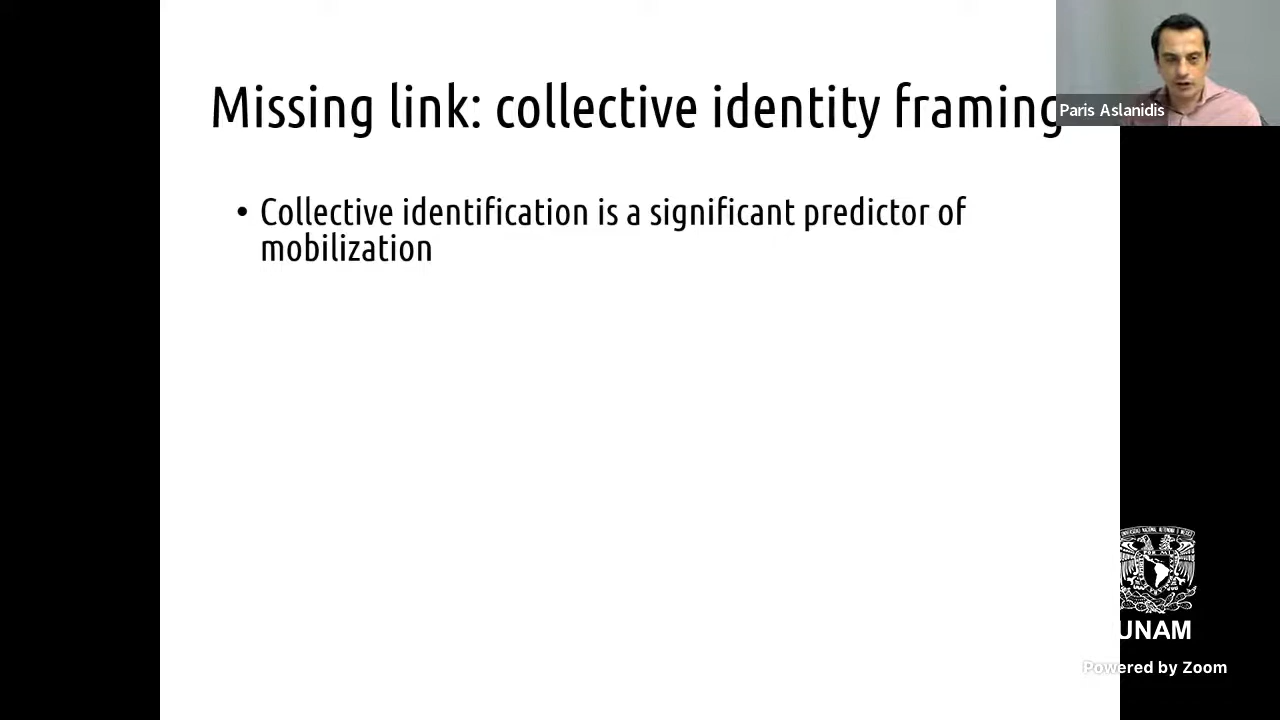 Missing link: collective identity framing
Paris Aslanidis
• Collective identification is a significant predictor of
mobilization
UNAM
Powered by Zoom